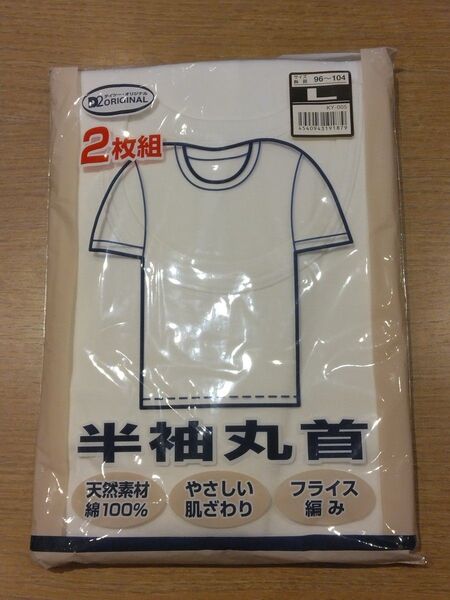 デイツー・オリジナル
D2 ORIGINAL
サイズ
胸囲 96～104
L
KY-005
4540943191879
2枚組
半袖丸首
天然素材
綿100%
やさしい
肌ざわり
フライス
編み